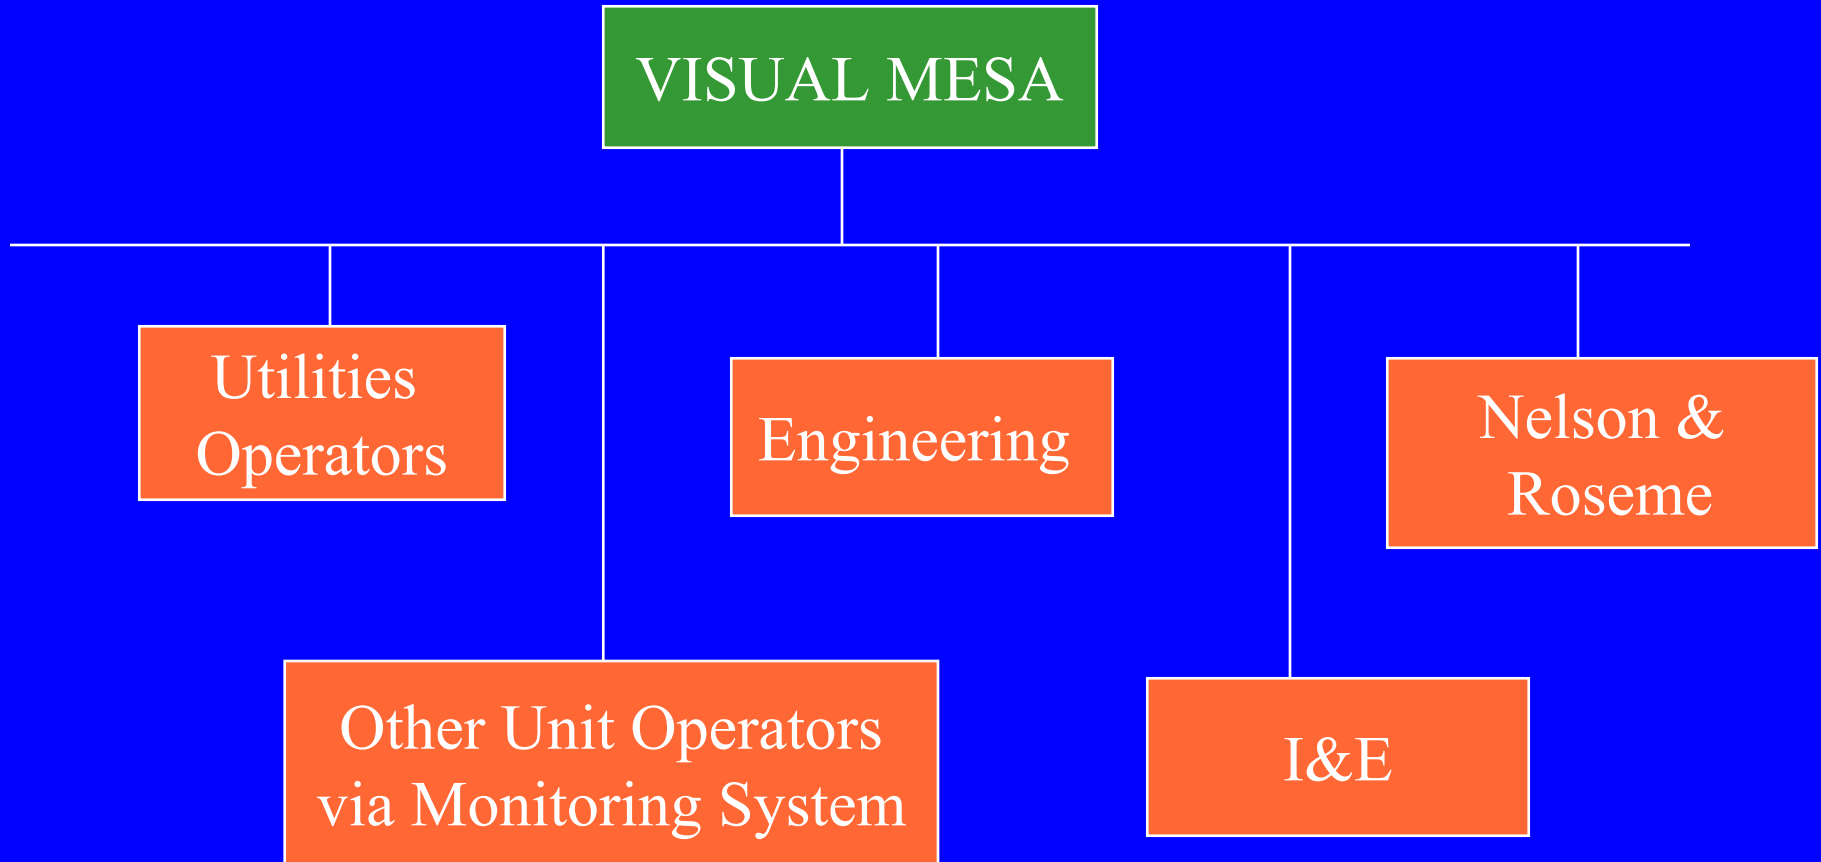 VISUAL MESA
Utilities
Operators
Engineering
Nelson &
Roseme
Other Unit Operators
via Monitoring System
I&E